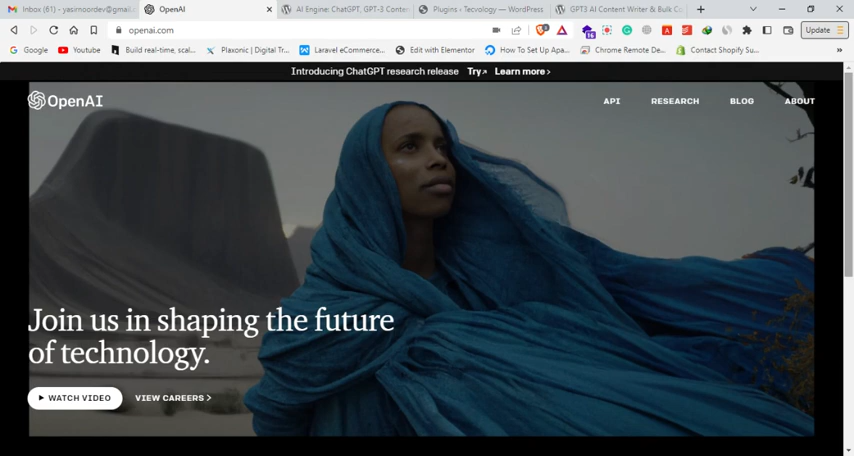 Inbox (61) - yasirnoordev@gmail.
OpenAI
AI Engine: ChatGPT, GPT-3 Conten
Plugins ‹ Tecvology — WordPress
GPT3 AI Content Writer & Bulk Co
openai.com
16
Update
Google
Youtube
Build real-time, scal...
Plaxonic | Digital Tr...
Laravel eCommerce...
Edit with Elementor
How To Set Up Apa...
Chrome Remote De...
Contact Shopify Su...
»
Introducing ChatGPT research release Try↗ Learn more >
OpenAI
API
RESEARCH
BLOG
ABOUT
Join us in shaping the future
of technology.
WATCH VIDEO
VIEW CAREERS >